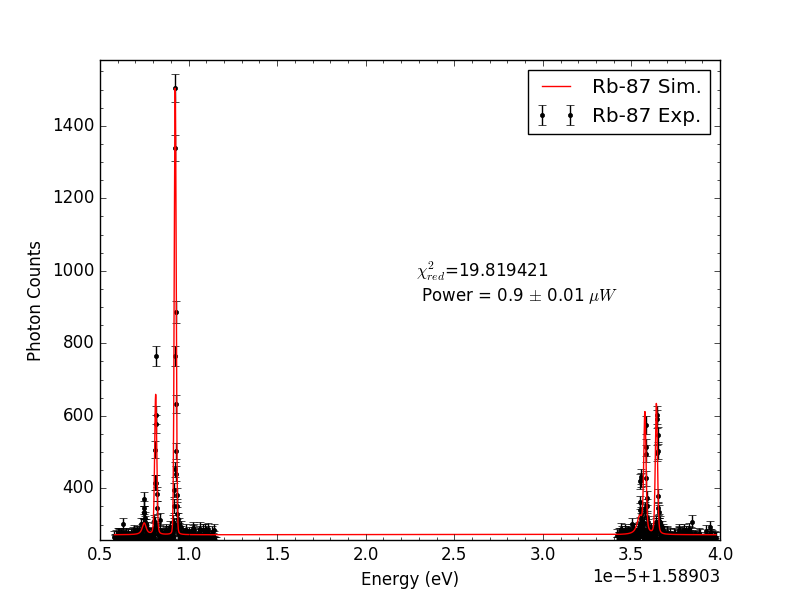 Rb-87 Sim.
Rb-87 Exp.
1400
1200
1000
800
600
400
Photon Counts
χ²_red=19.819421
Power = 0.9 ± 0.01 μW
0.5 1.0 1.5 2.0 2.5 3.0 3.5 4.0
Energy (eV)
1e-5+1.58903